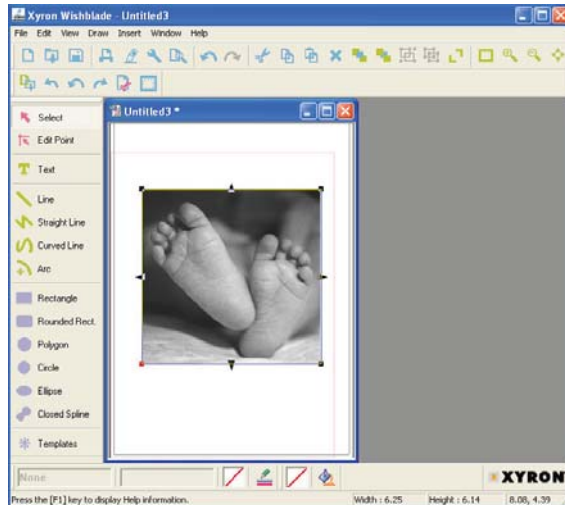 Xyron Wishblade - Untitled3
File Edit View Draw Insert Window Help
Untitled3 *
Select
Edit Point
Text
Line
Straight Line
Curved Line
Arc
Rectangle
Rounded Rect.
Polygon
Circle
Ellipse
Closed Spline
Templates
None
XYRON
Press the [F1] key to display Help information. Width : 6.25 Height : 6.14 8.08, 4.39